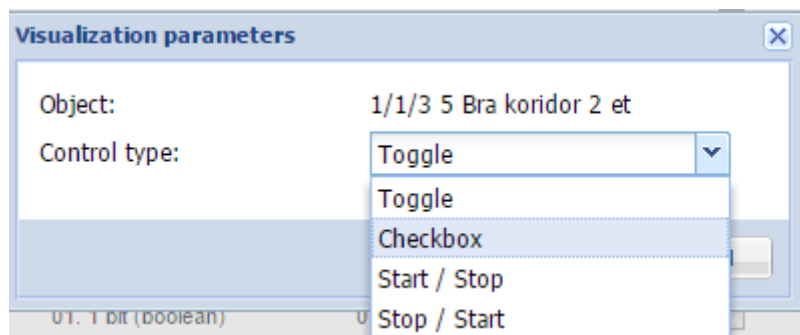 Visualization parameters
Object: 1/1/3 5 Bra koridor 2 et
Control type: Toggle
Toggle
Checkbox
Start / Stop
01. 1 bit (boolean)
Stop / Start